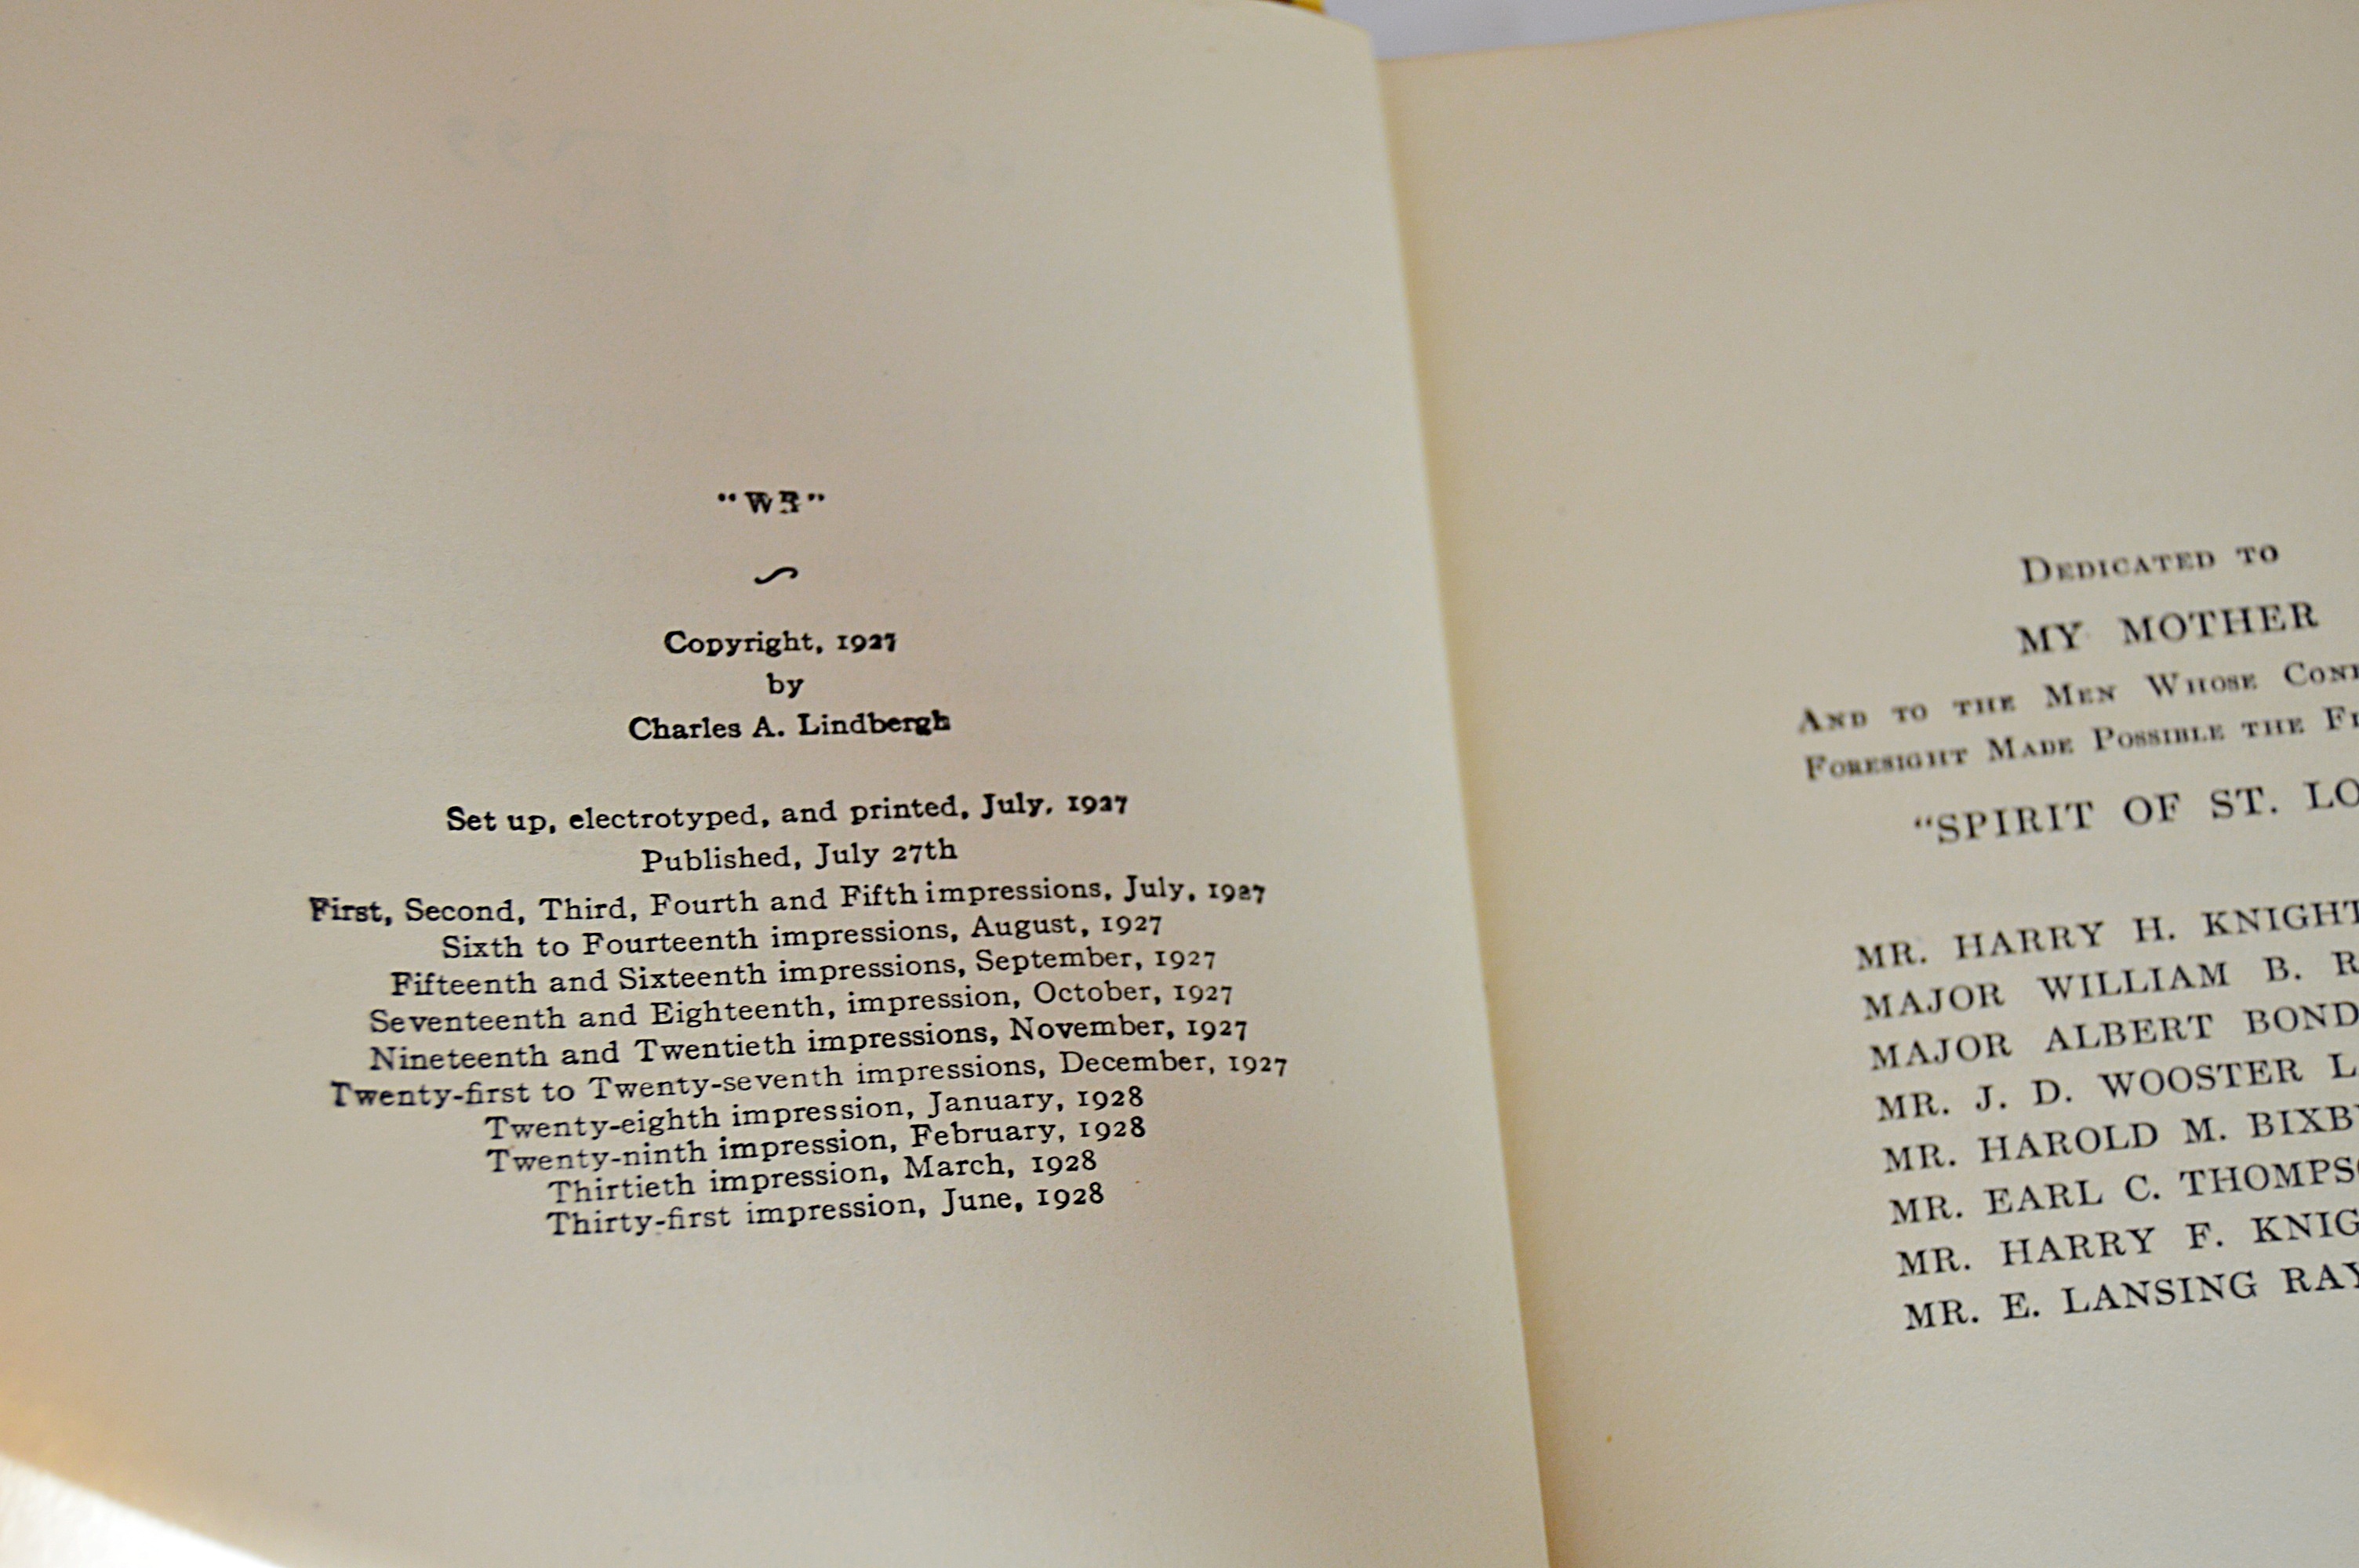 "WE"
Copyright, 1927
by
Charles A. Lindbergh
Set up, electrotyped, and printed, July, 1927
Published, July 27th
First, Second, Third, Fourth and Fifth impressions, July, 1927
Sixth to Fourteenth impressions, August, 1927
Fifteenth and Sixteenth impressions, September, 1927
Seventeenth and Eighteenth, impression, October, 1927
Nineteenth and Twentieth impressions, November, 1927
Twenty-first to Twenty-seventh impressions, December, 1927
Twenty-eighth impression, January, 1928
Twenty-ninth impression, February, 1928
Thirtieth impression, March, 1928
Thirty-first impression, June, 1928
DEDICATED TO
MY MOTHER
AND TO THE MEN WHOSE
FORESIGHT MADE POSSIBLE THE
"SPIRIT OF ST.
MR. HARRY H. KNIGHT
MAJOR WILLIAM B.
MAJOR ALBERT BOND
MR. J. D. WOOSTER
MR. HAROLD M.
MR. EARL C.
MR. HARRY F.
MR. E. LANSING